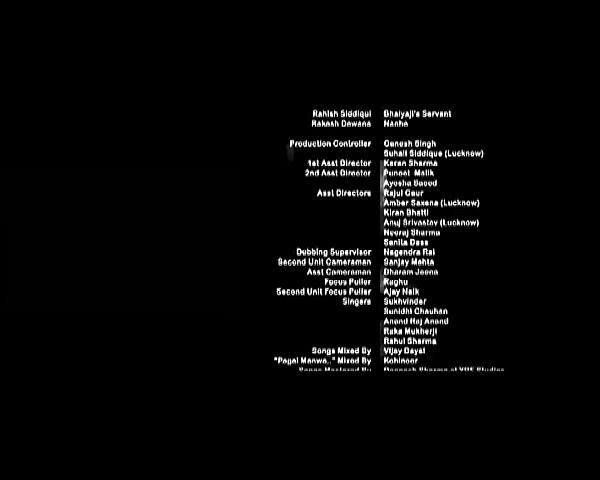 Rahish Siddiqui Bhaiyaji's Servant
Rakesh Dewana Nanhe
Production Controller Ganesh Singh
Suhail Siddique (Lucknow)
1st Asst Director Karan Sharma
2nd Asst Director Puneet Malik
Ayesha Saeed
Asst Directors Rajul Gaur
Amber Saxena (Lucknow)
Kiran Bhatti
Anuj Srivastav (Lucknow)
Neeraj Sharma
Sanita Dass
Dubbing Supervisor Nagendra Rai
Second Unit Cameraman Sanjay Mehta
Asst Cameraman Dharam Jeena
Focus Puller Raghu
Second Unit Focus Puller Ajay Naik
Singers Sukhvinder
Sunidhi Chauhan
Anand Raj Anand
Raka Mukherji
Rahul Sharma
Songs Mixed By Vijay Dayal
"Pagal Manwa.." Mixed By Kohinoor